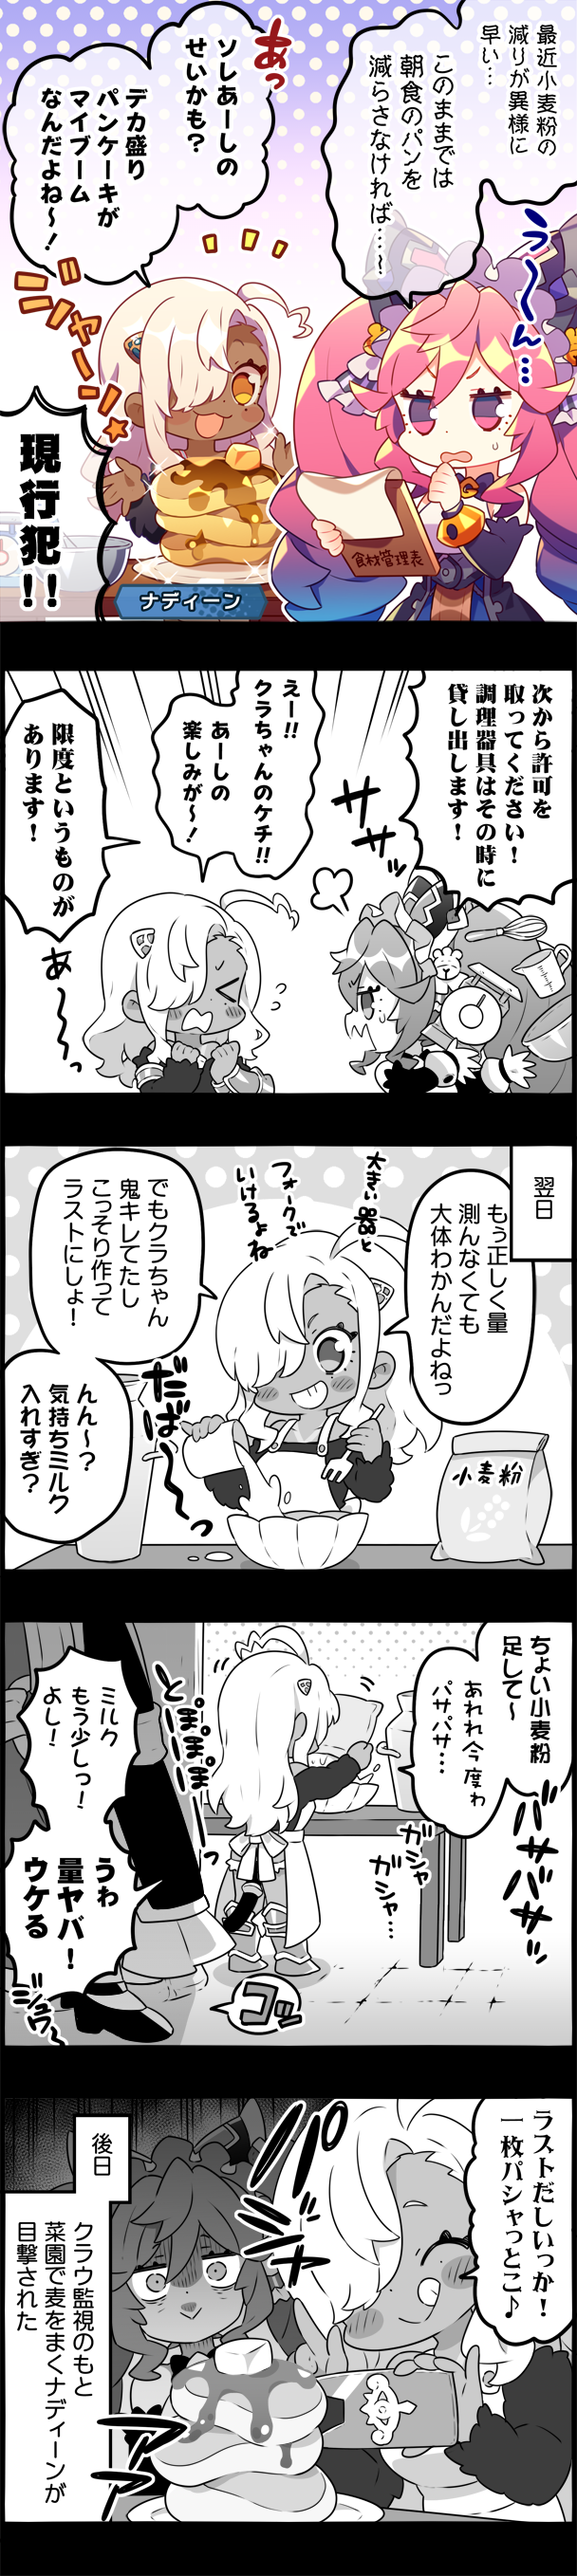 最近小麦粉の
減りが異様に
早い…
このままでは
朝食のパンを
減らさなければ…〜
う〜〜ん…
食材管理表
あっ
ソしあーしの
せいかも?
デカ盛り
パンケーキが
マイブーム
なんだよね〜!
ジャーン☆
現行犯!!
ナディーン
次から許可を
取ってください!
調理器具はその時に
貸し出します!
ササッ
えー!!
クラちゃんのケチ!!
あーしの
楽しみが〜!
限度というものが
あります!
あ〜〜〜っ
翌日
もぅ正しく量
測んなくても
大体わかんだよねっ
大きい器と
フォークで
いけるよね
でもクラちゃん
鬼キレてたし
こっそり作って
ラストにしょ!
だば〜〜っ
んん〜?
気持ちミルク
入れすぎ?
小麦粉
ちょい小麦粉
足して〜
あれれ今度ゎ
パサパサ…
バサバサッ
ガシャ
ガシャ…
とぽぽぽーっ
ミルク
もう少しっ!
よし!
うゎ
量ヤバ!
ウケる
ジュワ〜
コッ
ラストだしいっか!
一枚パシャっとこ♪
パシャ
デァァ
後日
クラウ監視のもと
菜園で麦をまくナディーンが
目撃された